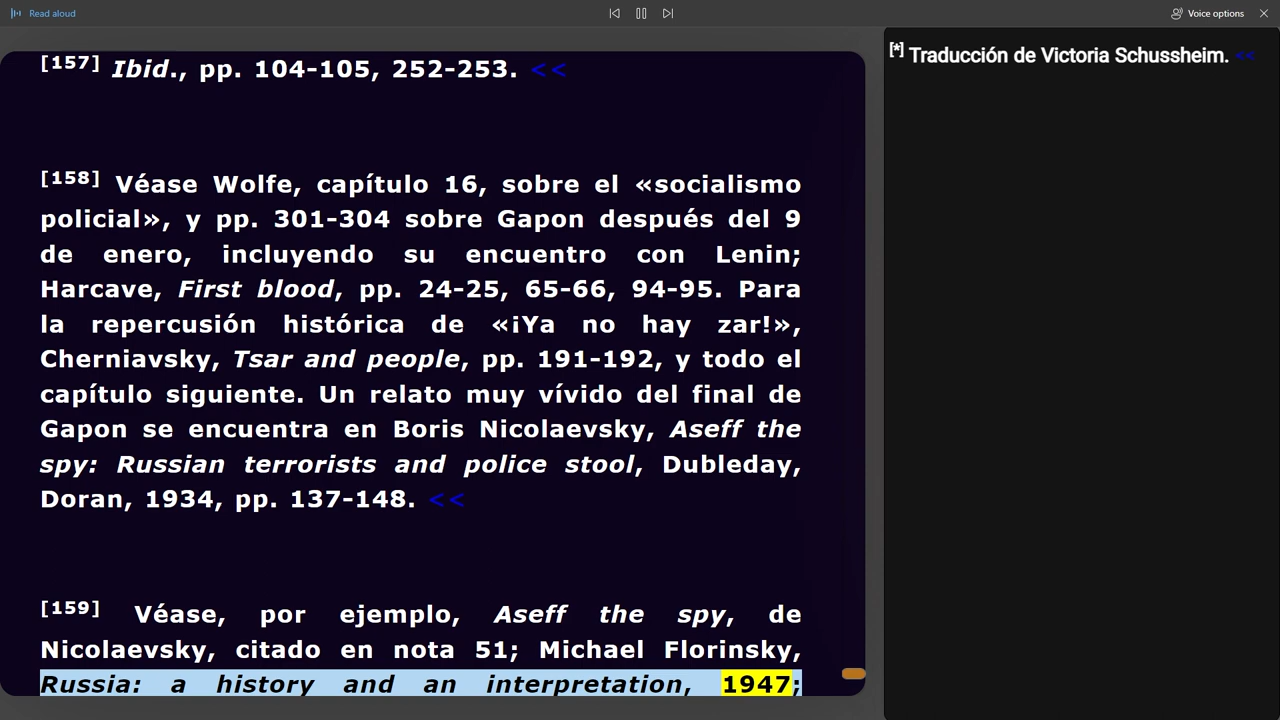 Read aloud
Voice options
[157] Ibid., pp. 104-105, 252-253. <<
[158] Véase Wolfe, capítulo 16, sobre el «socialismo
policial», y pp. 301-304 sobre Gapon después del 9
de enero, incluyendo su encuentro con Lenin;
Harcave, First blood, pp. 24-25, 65-66, 94-95. Para
la repercusión histórica de «¡Ya no hay zar!»,
Cherniavsky, Tsar and people, pp. 191-192, y todo el
capítulo siguiente. Un relato muy vívido del final de
Gapon se encuentra en Boris Nicolaevsky, Aseff the
spy: Russian terrorists and police stool, Dubleday,
Doran, 1934, pp. 137-148. <<
[159] Véase, por ejemplo, Aseff the spy, de
Nicolaevsky, citado en nota 51; Michael Florinsky,
Russia: a history and an interpretation, 1947;
[*] Traducción de Victoria Schussheim. <<